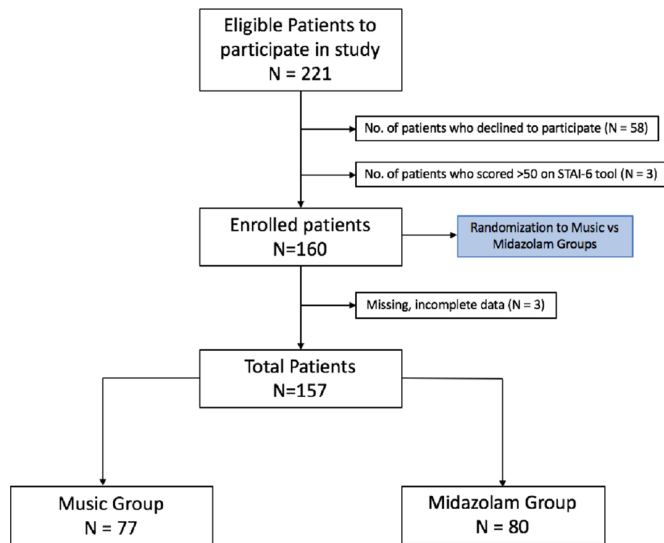 Eligible Patients to
participate in study
N = 221
No. of patients who declined to participate (N = 58)
No. of patients who scored >50 on STAI-6 tool (N = 3)
Enrolled patients
N=160
Randomization to Music vs
Midazolam Groups
Missing, incomplete data (N = 3)
Total Patients
N=157
Music Group
N = 77
Midazolam Group
N = 80